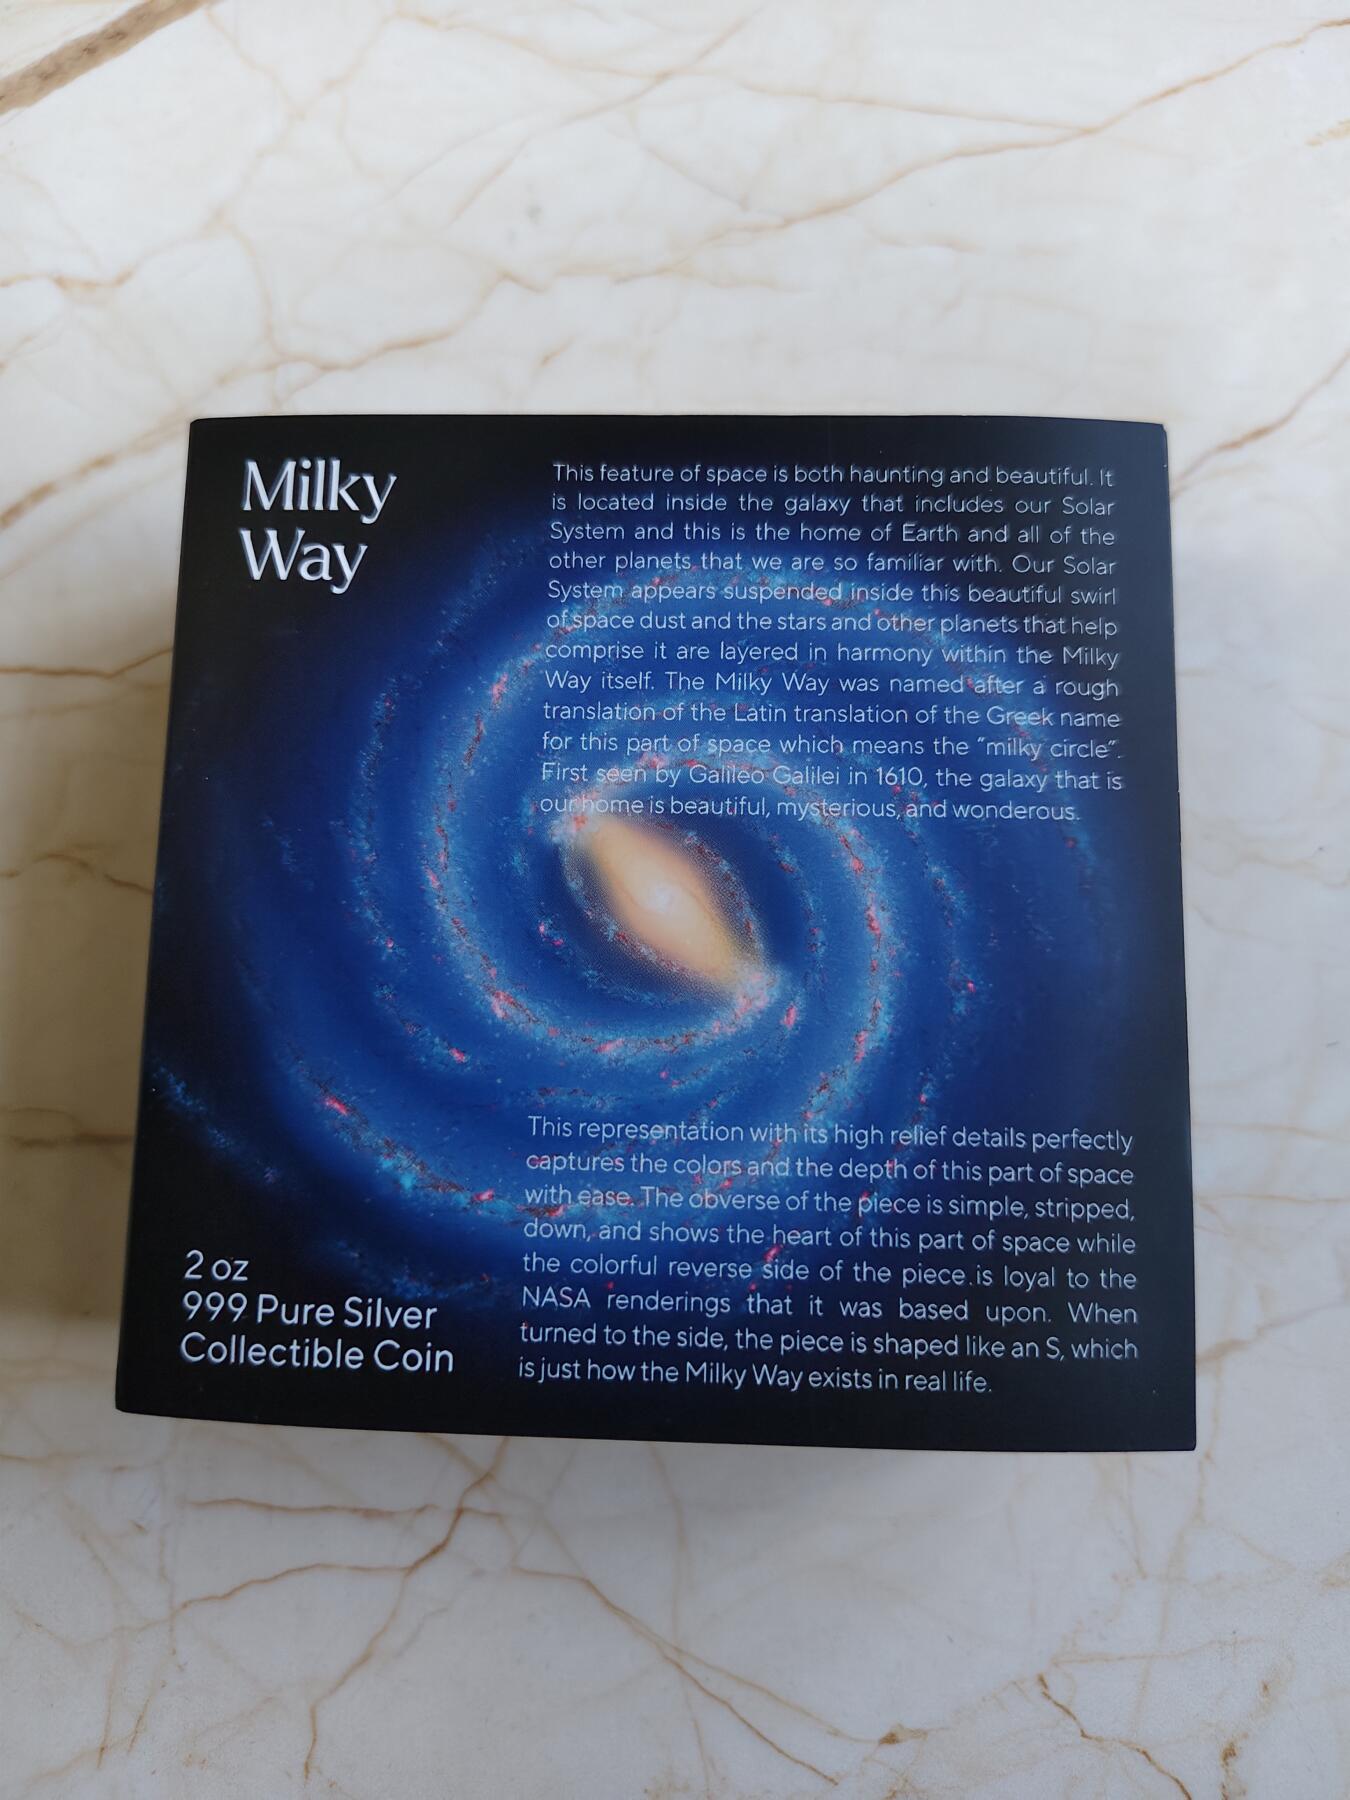 Milky
Way
This feature of space is both haunting and beautiful. It
is located inside the galaxy that includes our Solar
System and this is the home of Earth and all of the
other planets that we are so familiar with. Our Solar
System appears suspended inside this beautiful swirl
of space dust and the stars and other planets that help
comprise it are layered in harmony within the Milky
Way itself. The Milky Way was named after a rough
translation of the Latin translation of the Greek name
for this part of space which means the "milky circle".
First seen by Galileo Galilei in 1610, the galaxy that is
our home is beautiful, mysterious, and wonderous.
This representation with its high relief details perfectly
captures the colors and the depth of this part of space
with ease. The obverse of the piece is simple, stripped,
down, and shows the heart of this part of space while
the colorful reverse side of the piece is loyal to the
NASA renderings that it was based upon. When
turned to the side, the piece is shaped like an S, which
is just how the Milky Way exists in real life.
2 oz
999 Pure Silver
Collectible Coin